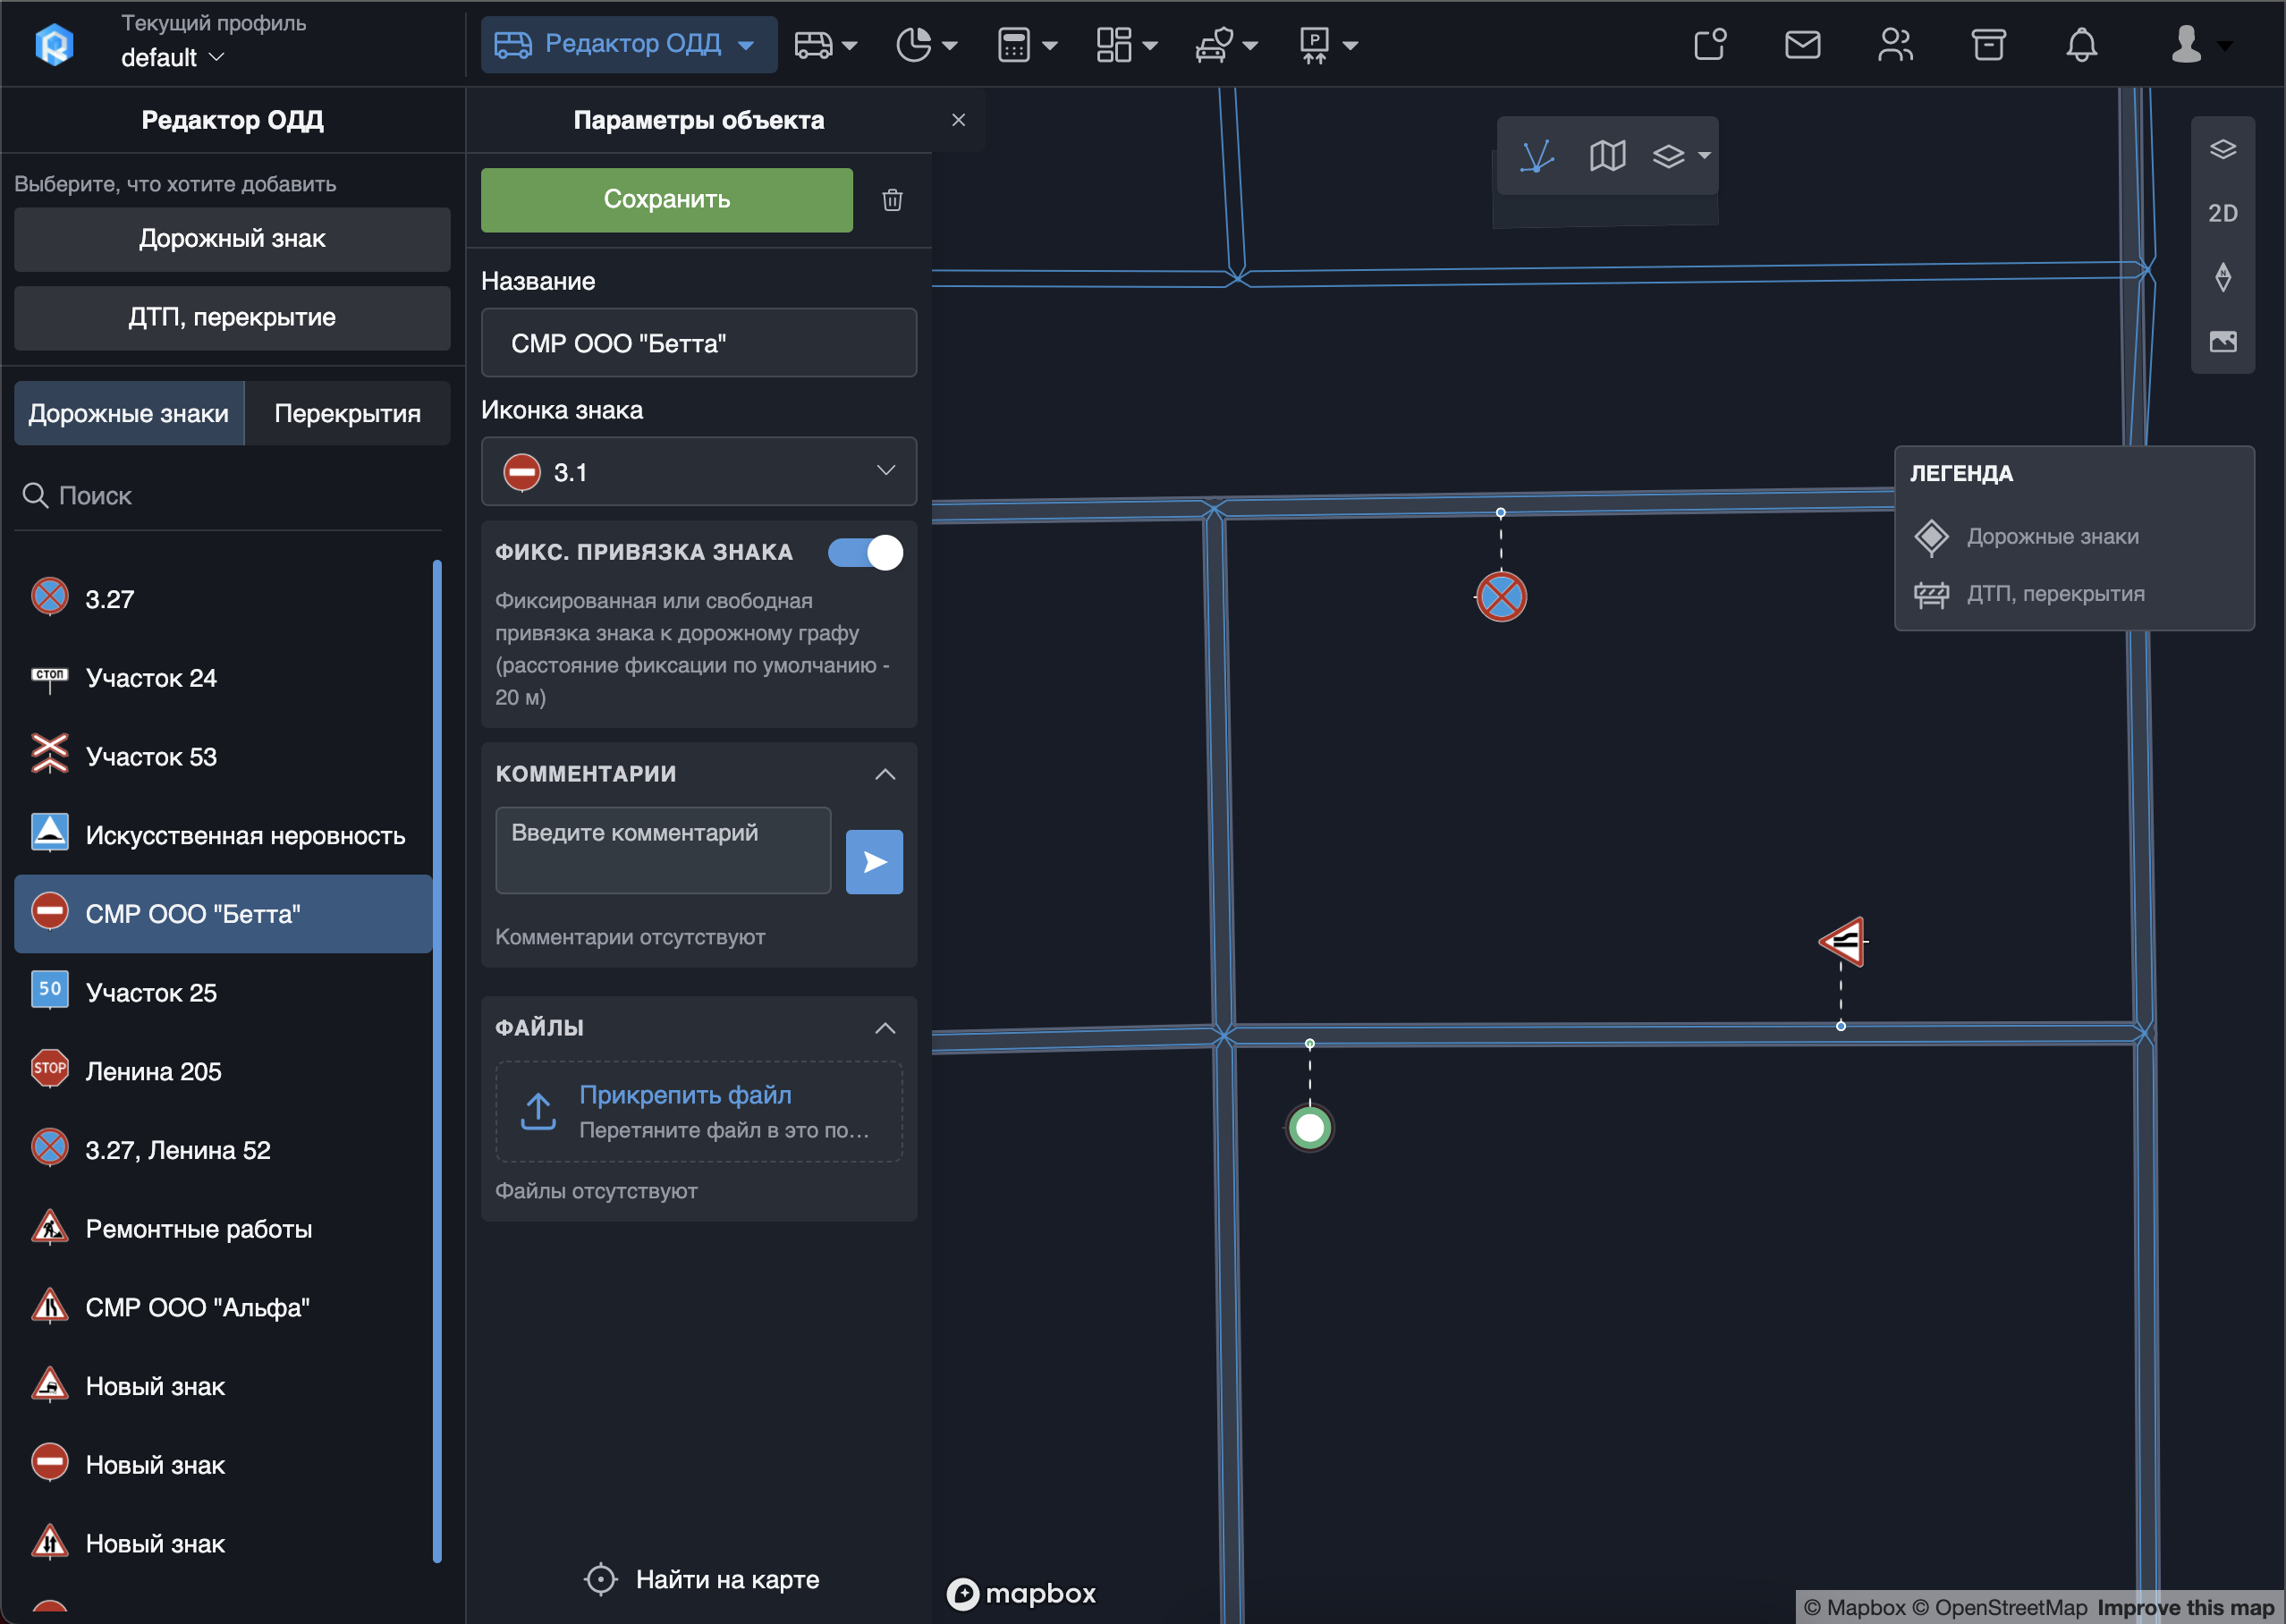 Текущий профиль
default
Редактор ОДД
P
Редактор ОДД
Выберите, что хотите добавить
Дорожный знак
ДТП, перекрытие
Дорожные знаки
Перекрытия
Поиск
3.27
СТОП
Участок 24
Участок 53
Искусственная неровность
СМР ООО "Бетта"
50
Участок 25
STOP
Ленина 205
3.27, Ленина 52
Ремонтные работы
СМР ООО "Альфа"
Новый знак
Новый знак
Новый знак
Параметры объекта
Сохранить
Название
СМР ООО "Бетта"
Иконка знака
3.1
ФИКС. ПРИВЯЗКА ЗНАКА
Фиксированная или свободная
привязка знака к дорожному графу
(расстояние фиксации по умолчанию -
20 м)
КОММЕНТАРИИ
Введите комментарий
Комментарии отсутствуют
ФАЙЛЫ
Прикрепить файл
Перетяните файл в это по...
Файлы отсутствуют
Найти на карте
2D
N
ЛЕГЕНДА
Дорожные знаки
ДТП, перекрытия
mapbox
© Mapbox © OpenStreetMap Improve this map